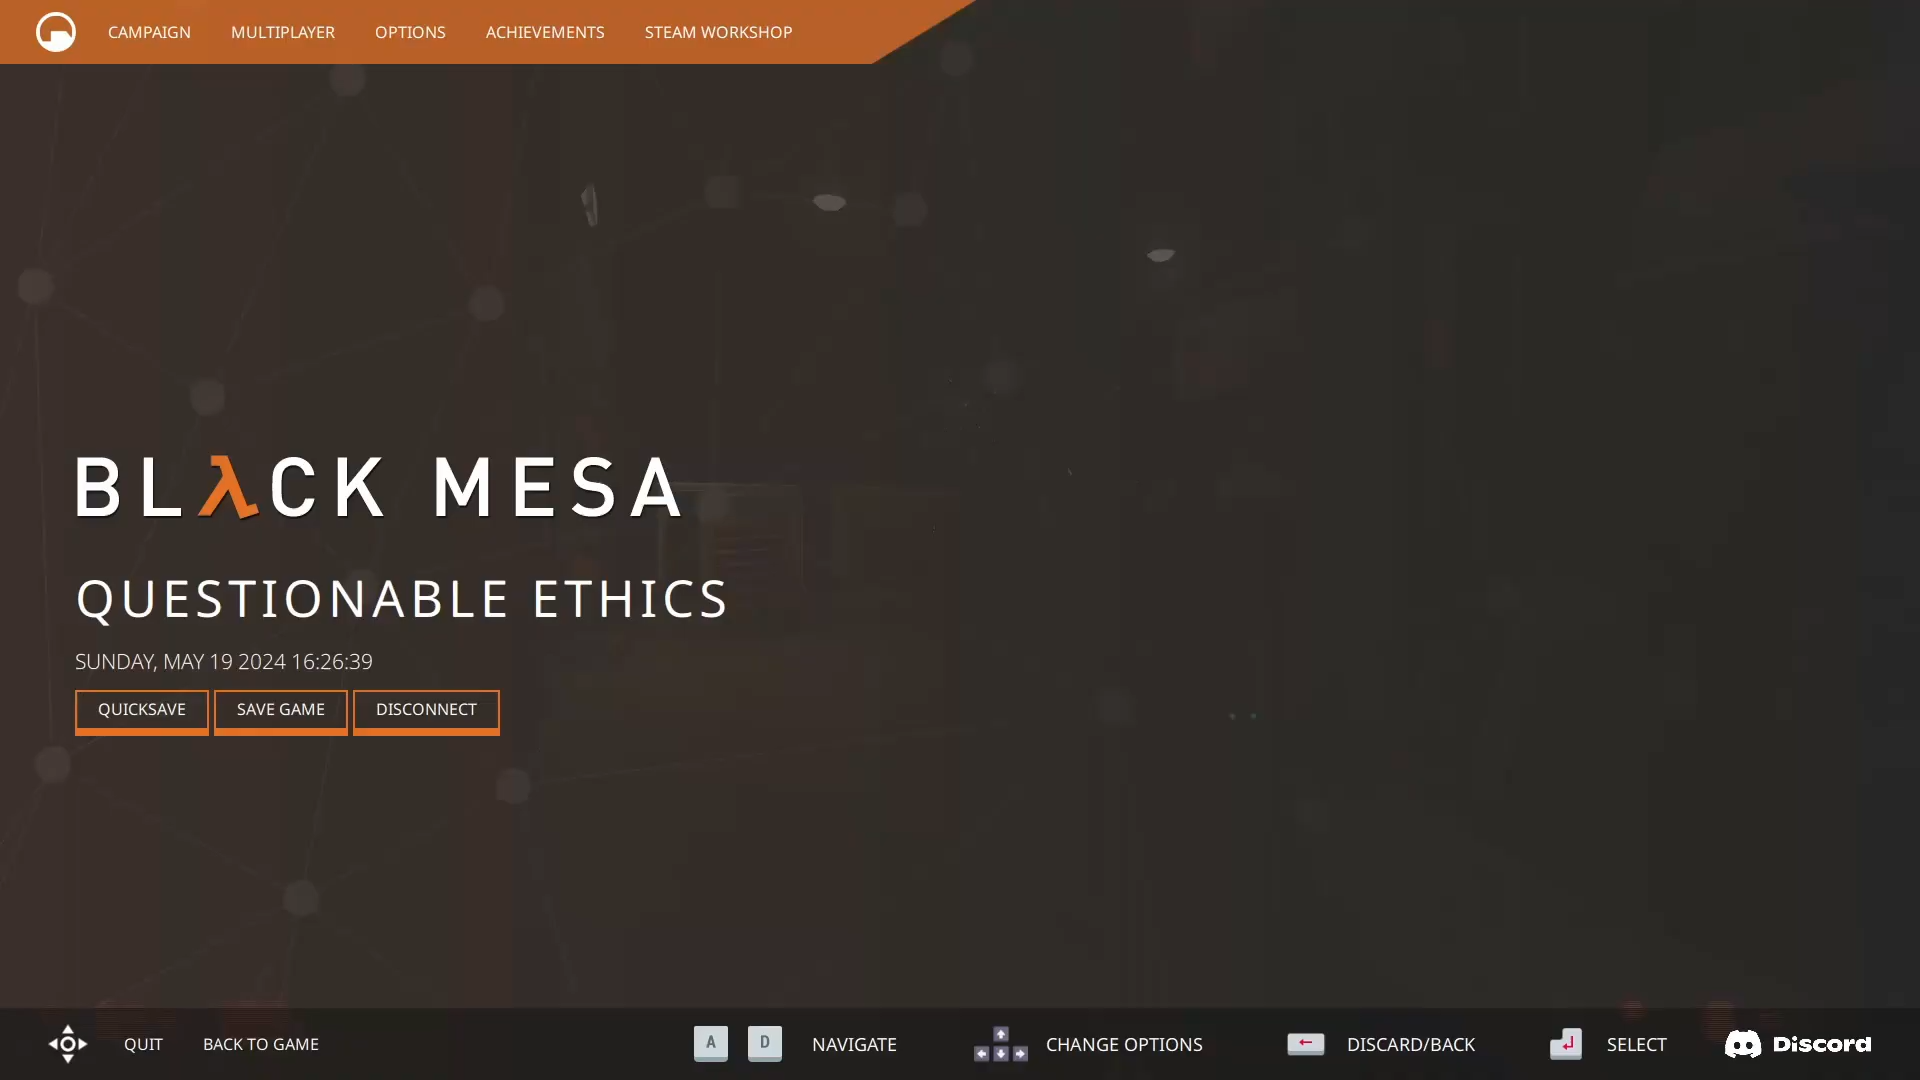 CAMPAIGN MULTIPLAYER OPTIONS ACHIEVEMENTS STEAM WORKSHOP
BLλCK MESA
QUESTIONABLE ETHICS
SUNDAY, MAY 19 2024 16:26:39
QUICKSAVE SAVE GAME DISCONNECT
QUIT BACK TO GAME A D NAVIGATE CHANGE OPTIONS DISCARD/BACK SELECT Discord